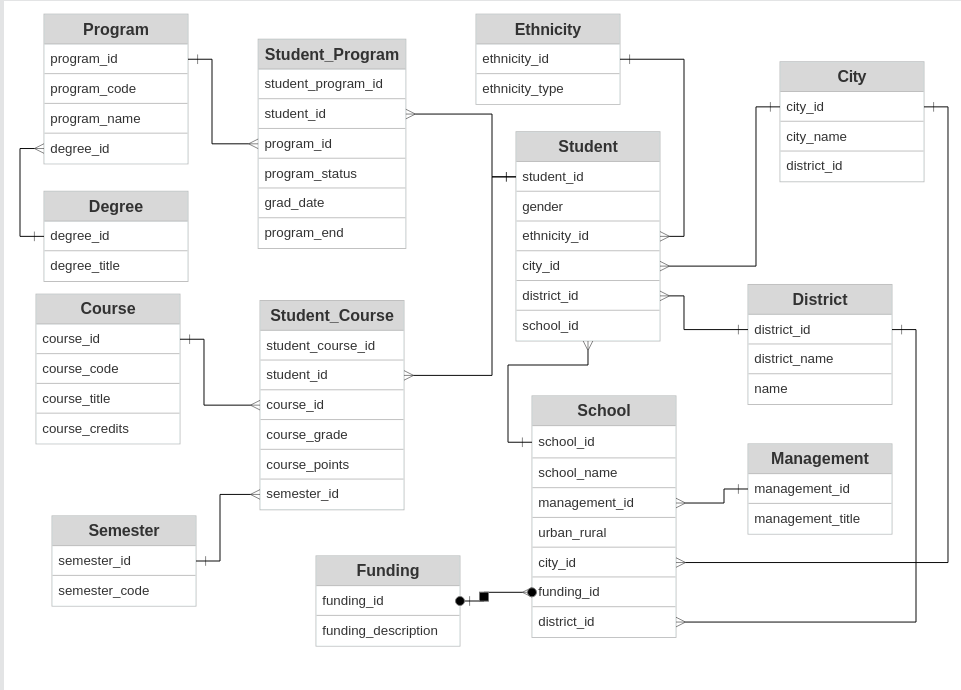 Program
program_id
program_code
program_name
degree_id
Student_Program
student_program_id
student_id
program_id
program_status
grad_date
program_end
Ethnicity
ethnicity_id
ethnicity_type
City
city_id
city_name
district_id
Student
student_id
gender
ethnicity_id
city_id
district_id
school_id
Degree
degree_id
degree_title
Course
course_id
course_code
course_title
course_credits
Student_Course
student_course_id
student_id
course_id
course_grade
course_points
semester_id
District
district_id
district_name
name
School
school_id
school_name
management_id
urban_rural
city_id
funding_id
district_id
Management
management_id
management_title
Semester
semester_id
semester_code
Funding
funding_id
funding_description